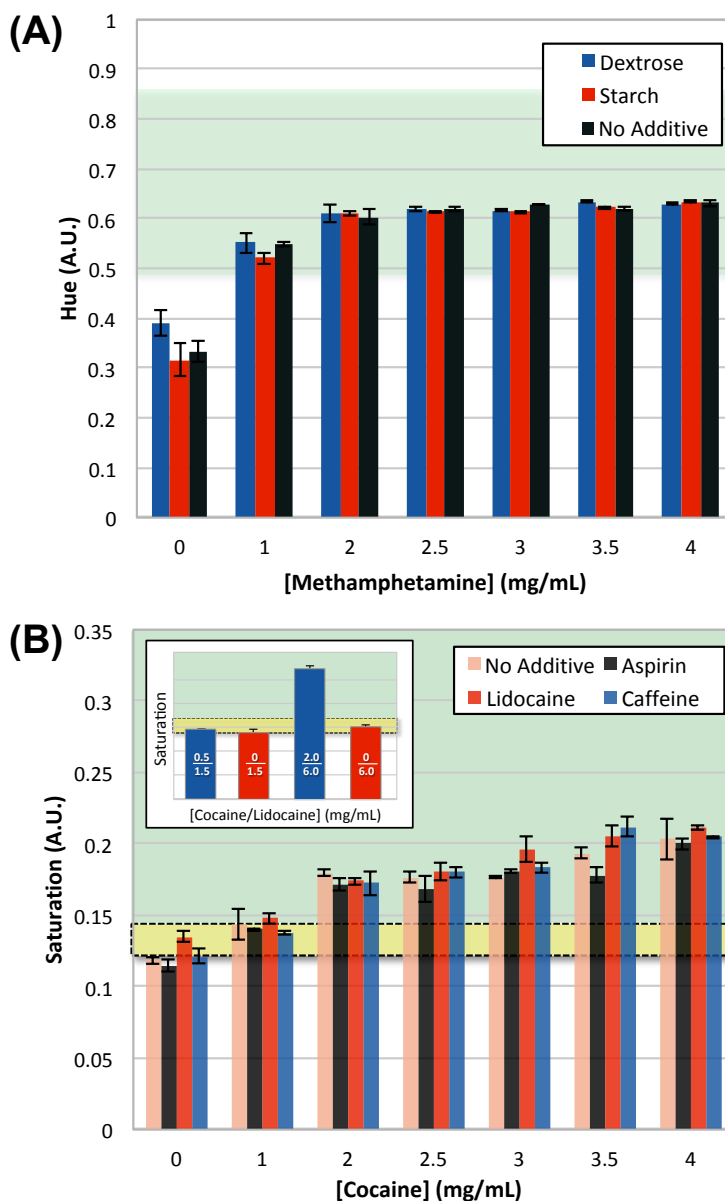 (A)
Hue (A.U.)
1
0.9
0.8
0.7
0.6
0.5
0.4
0.3
0.2
0.1
0
Dextrose
Starch
No Additive
0 1 2 2.5 3 3.5 4
[Methamphetamine] (mg/mL)
(B)
Saturation (A.U.)
0.35
0.3
0.25
0.2
0.15
0.1
0.05
0
Saturation
0.5 0 2.0 0
1.5 1.5 6.0 6.0
[Cocaine/Lidocaine] (mg/mL)
No Additive Aspirin
Lidocaine Caffeine
0 1 2 2.5 3 3.5 4
[Cocaine] (mg/mL)